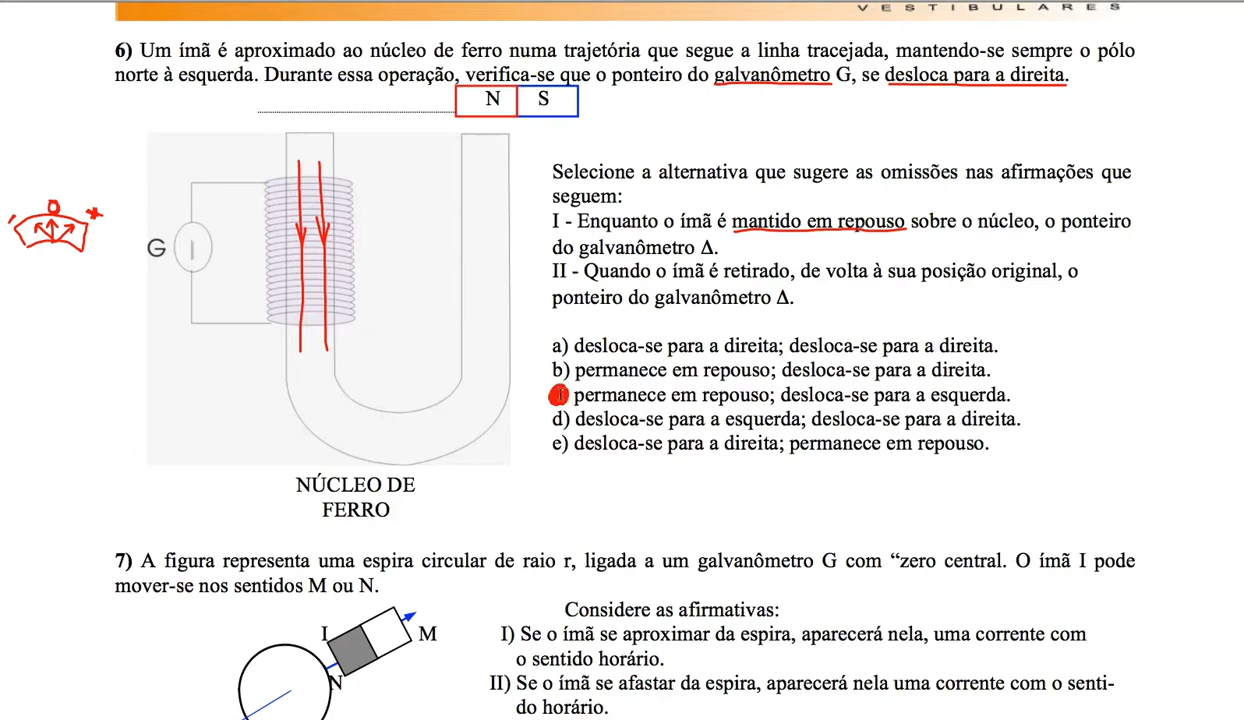 VESTIBULARES
6) Um ímã é aproximado ao núcleo de ferro numa trajetória que segue a linha tracejada, mantendo-se sempre o pólo
norte à esquerda. Durante essa operação, verifica-se que o ponteiro do galvanômetro G, se desloca para a direita.
N S
Selecione a alternativa que sugere as omissões nas afirmações que
seguem:
I - Enquanto o ímã é mantido em repouso sobre o núcleo, o ponteiro
do galvanômetro Δ.
II - Quando o ímã é retirado, de volta à sua posição original, o
ponteiro do galvanômetro Δ.
- 0 +
G
a) desloca-se para a direita; desloca-se para a direita.
b) permanece em repouso; desloca-se para a direita.
permanece em repouso; desloca-se para a esquerda.
d) desloca-se para a esquerda; desloca-se para a direita.
e) desloca-se para a direita; permanece em repouso.
NÚCLEO DE
FERRO
7) A figura representa uma espira circular de raio r, ligada a um galvanômetro G com “zero central. O ímã I pode
mover-se nos sentidos M ou N.
Considere as afirmativas:
I M
N
I) Se o ímã se aproximar da espira, aparecerá nela, uma corrente com
o sentido horário.
II) Se o ímã se afastar da espira, aparecerá nela uma corrente com o senti-
do horário.